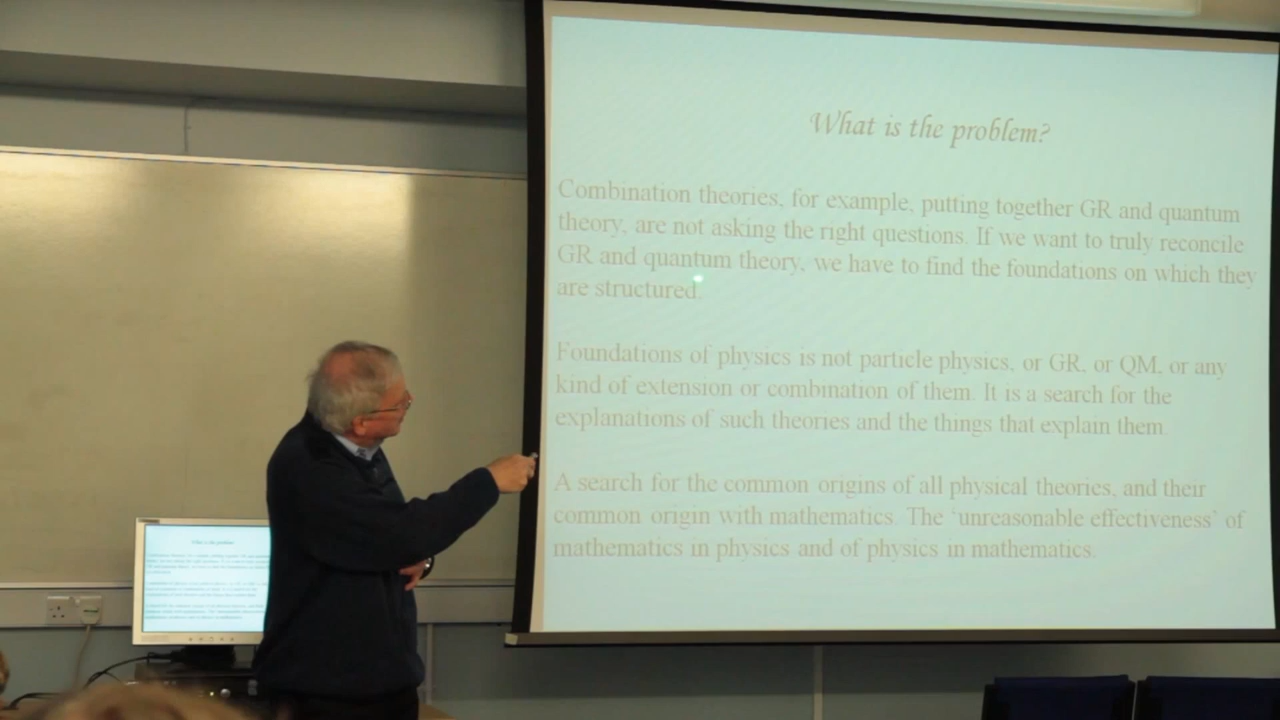 What is the problem?
Combination theories, for example, putting together GR and quantum
theory, are not asking the right questions. If we want to truly reconcile
GR and quantum theory, we have to find the foundations on which they
are structured.
Foundations of physics is not particle physics, or GR, or QM, or any
kind of extension or combination of them. It is a search for the
explanations of such theories and the things that explain them.
A search for the common origins of all physical theories, and their
common origin with mathematics. The ‘unreasonable effectiveness’ of
mathematics in physics and of physics in mathematics.
What is the problem